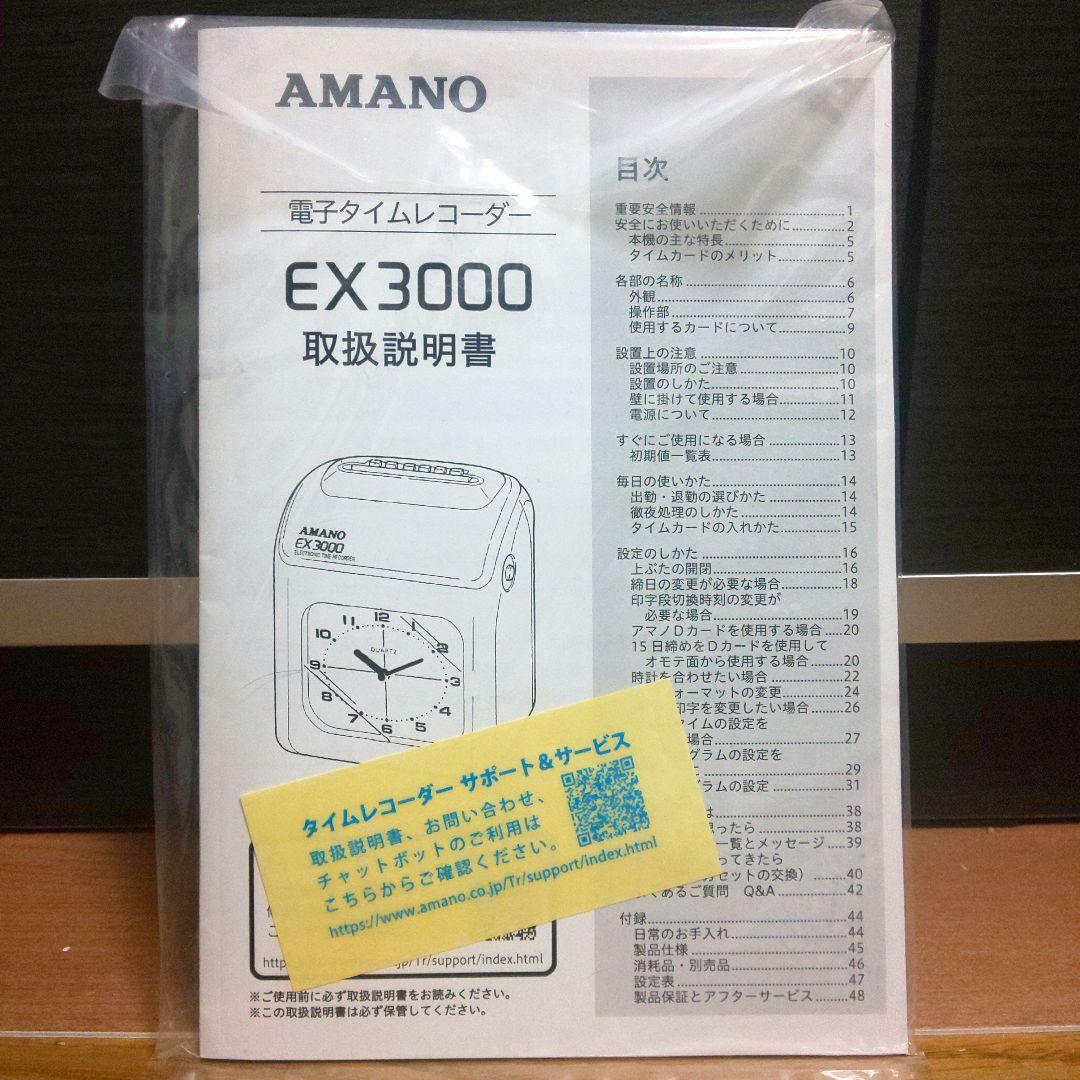 AMANO
電子タイムレコーダー
EX3000
取扱説明書
AMANO
EX3000
ELECTRONIC TIME RECORDER
12
1
2
3
4
5
6
7
8
9
10
11
QUARTZ
タイムレコーダー サポート&サービス
取扱説明書、お問い合わせ、
チャットボットのご利用は
こちらからご確認ください。
https://www.amano.co.jp/Tr/support/index.html
http
jp/Tr/support/index.html
※ご使用前に必ず取扱説明書をお読みください。
※この取扱説明書は必ず保管してください。
目次
重要安全情報 ........ 1
安全にお使いいただくために ........ 2
本機の主な特長 ........ 5
タイムカードのメリット ........ 5
各部の名称 ........ 6
外観 ........ 6
操作部 ........ 7
使用するカードについて ........ 9
設置上の注意 ........ 10
設置場所のご注意 ........ 10
設置のしかた ........ 10
壁に掛けて使用する場合 ........ 11
電源について ........ 12
すぐにご使用になる場合 ........ 13
初期値一覧表 ........ 13
毎日の使いかた ........ 14
出勤・退勤の選びかた ........ 14
徹夜処理のしかた ........ 14
タイムカードの入れかた ........ 15
設定のしかた ........ 16
上ぶたの開閉 ........ 16
締日の変更が必要な場合 ........ 18
印字段切換時刻の変更が
必要な場合 ........ 19
アマノDカードを使用する場合 ........ 20
15日締めをDカードを使用して
オモテ面から使用する場合 ........ 20
時計を合わせたい場合 ........ 22
ォーマットの変更 ........ 24
印字を変更したい場合 ........ 26
タイムの設定を
場合 ........ 27
グラムの設定を
........ 29
ラムの設定 ........ 31
は ........ 38
ったら ........ 38
一覧とメッセージ ........ 39
ってきたら
セットの交換) ........ 40
くあるご質問 Q&A ........ 42
付録 ........ 44
日常のお手入れ ........ 44
製品仕様 ........ 45
消耗品・別売品 ........ 46
設定表 ........ 47
製品保証とアフターサービス ........ 48